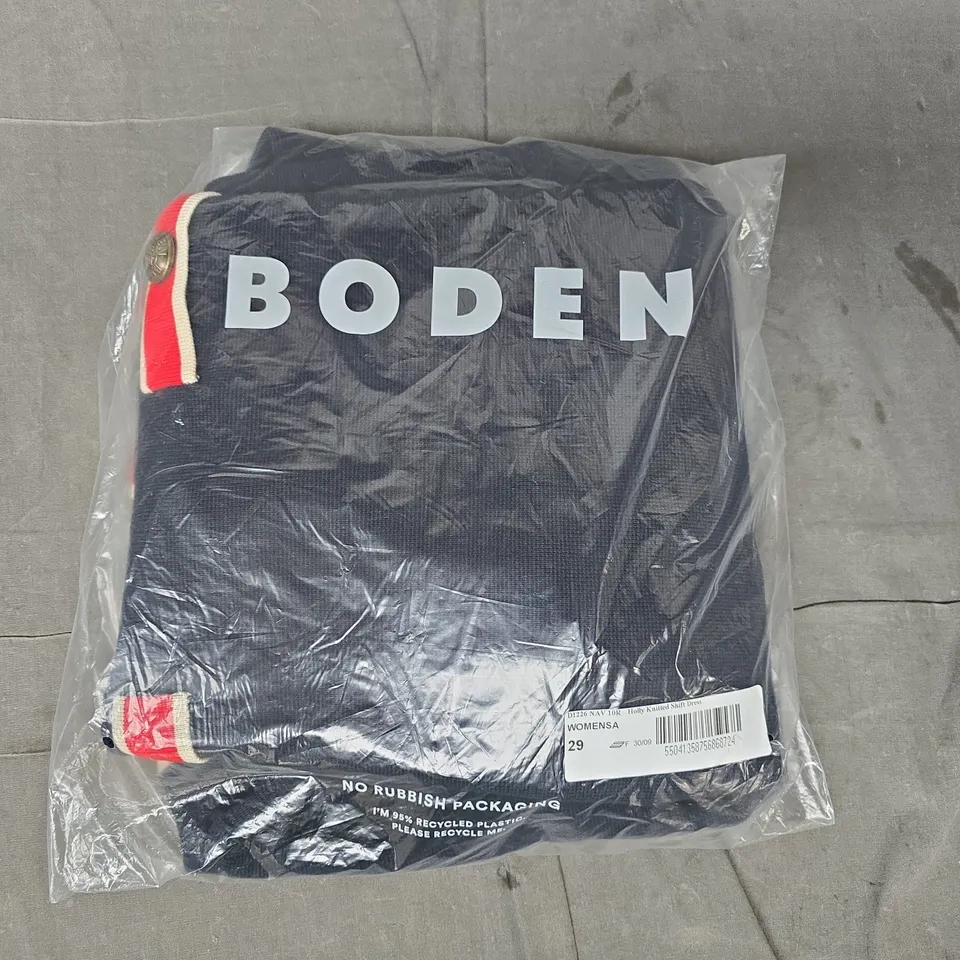 BODEN
D1226 NAV 10R - Holly Knitted Shift Dress
WOMENSA
29 F 30/09
55041358756868724
NO RUBBISH PACKAGING
I'M 95% RECYCLED PLASTIC.
PLEASE RECYCLE ME.